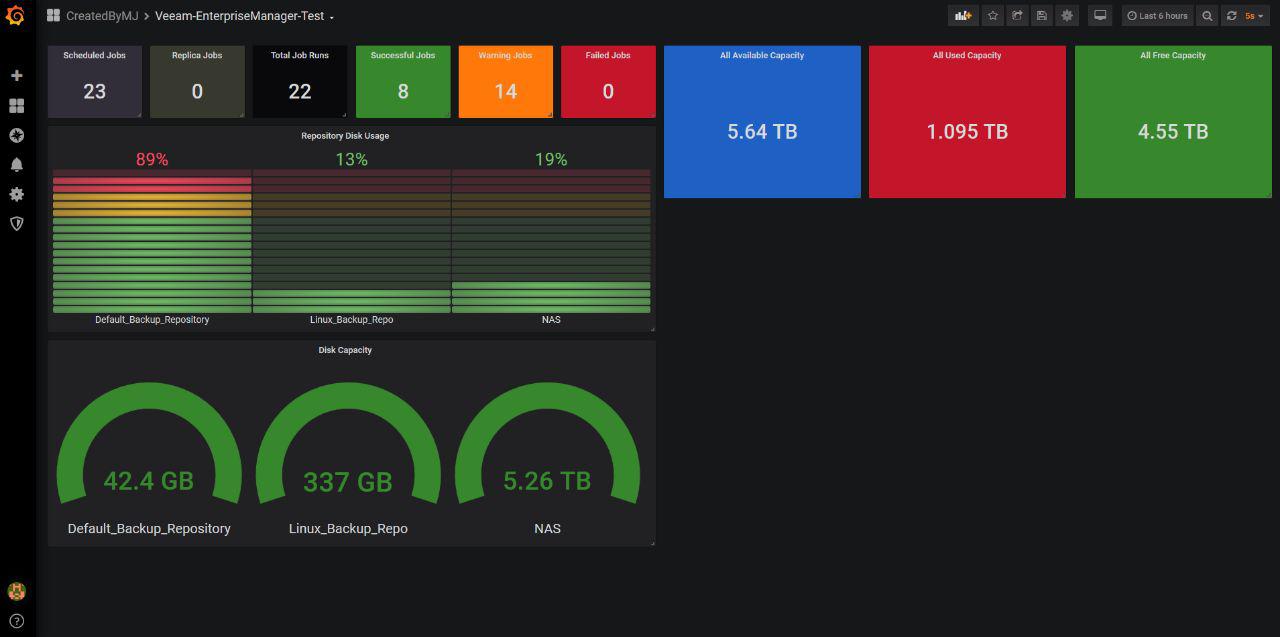 CreatedByMJ > Veeam-EnterpriseManager-Test
Last 6 hours
5s
Scheduled Jobs
23
Replica Jobs
0
Total Job Runs
22
Successful Jobs
8
Warning Jobs
14
Failed Jobs
0
All Available Capacity
5.64 TB
All Used Capacity
1.095 TB
All Free Capacity
4.55 TB
Repository Disk Usage
89% 13% 19%
Default_Backup_Repository Linux_Backup_Repo NAS
Disk Capacity
42.4 GB 337 GB 5.26 TB
Default_Backup_Repository Linux_Backup_Repo NAS